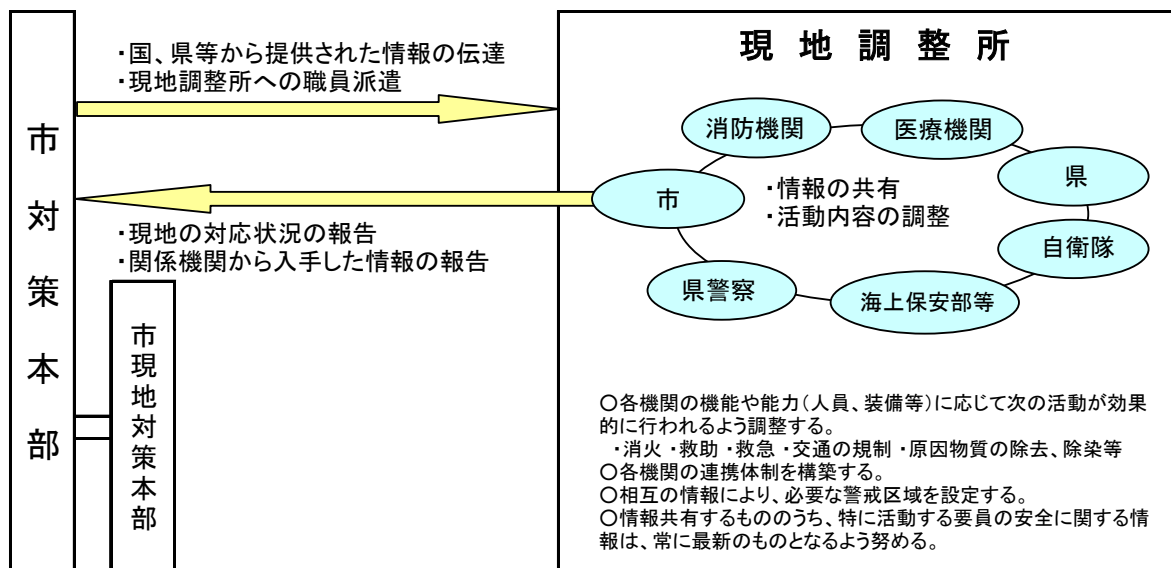 市対策本部
・国、県等から提供された情報の伝達
・現地調整所への職員派遣
・現地の対応状況の報告
・関係機関から入手した情報の報告
市現地対策本部
現地調整所
消防機関
医療機関
県
自衛隊
海上保安部等
県警察
市
・情報の共有
・活動内容の調整
○各機関の機能や能力(人員、装備等)に応じて次の活動が効果
的に行われるよう調整する。
・消火 ・救助 ・救急 ・交通の規制 ・原因物質の除去、除染等
○各機関の連携体制を構築する。
○相互の情報により、必要な警戒区域を設定する。
○情報共有するもののうち、特に活動する要員の安全に関する情
報は、常に最新のものとなるよう努める。